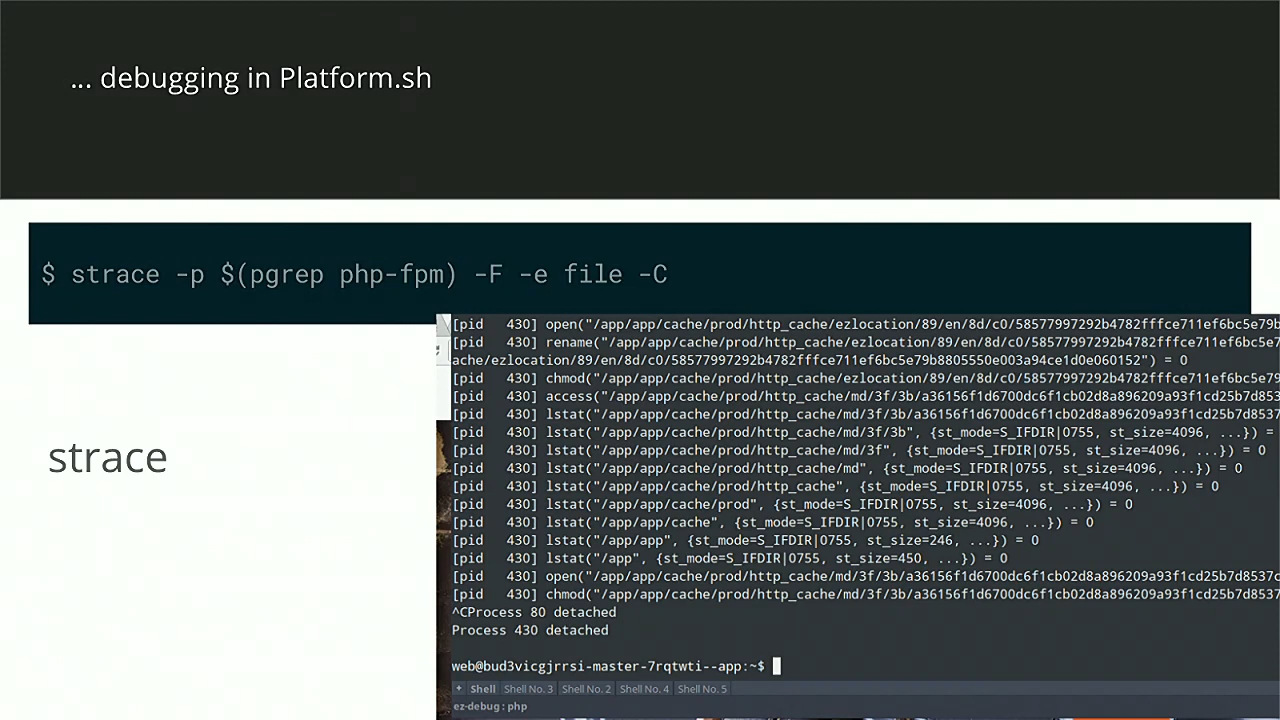 ... debugging in Platform.sh
$ strace -p $(pgrep php-fpm) -F -e file -C
strace
[pid   430] open("/app/app/cache/prod/http_cache/ezlocation/89/en/8d/c0/58577997292b4782fffce711ef6bc5e79b
[pid   430] rename("/app/app/cache/prod/http_cache/ezlocation/89/en/8d/c0/58577997292b4782fffce711ef6bc5e7
ache/ezlocation/89/en/8d/c0/58577997292b4782fffce711ef6bc5e79b8805550e003a94ce1d0e060152") = 0
[pid   430] chmod("/app/app/cache/prod/http_cache/ezlocation/89/en/8d/c0/58577997292b4782fffce711ef6bc5e79
[pid   430] access("/app/app/cache/prod/http_cache/md/3f/3b/a36156f1d6700dc6f1cb02d8a896209a93f1cd25b7d853
[pid   430] lstat("/app/app/cache/prod/http_cache/md/3f/3b/a36156f1d6700dc6f1cb02d8a896209a93f1cd25b7d8537
[pid   430] lstat("/app/app/cache/prod/http_cache/md/3f/3b", {st_mode=S_IFDIR|0755, st_size=4096, ...}) =
[pid   430] lstat("/app/app/cache/prod/http_cache/md/3f", {st_mode=S_IFDIR|0755, st_size=4096, ...}) = 0
[pid   430] lstat("/app/app/cache/prod/http_cache/md", {st_mode=S_IFDIR|0755, st_size=4096, ...}) = 0
[pid   430] lstat("/app/app/cache/prod/http_cache", {st_mode=S_IFDIR|0755, st_size=4096, ...}) = 0
[pid   430] lstat("/app/app/cache/prod", {st_mode=S_IFDIR|0755, st_size=4096, ...}) = 0
[pid   430] lstat("/app/app/cache", {st_mode=S_IFDIR|0755, st_size=4096, ...}) = 0
[pid   430] lstat("/app/app", {st_mode=S_IFDIR|0755, st_size=246, ...}) = 0
[pid   430] lstat("/app", {st_mode=S_IFDIR|0755, st_size=450, ...}) = 0
[pid   430] open("/app/app/cache/prod/http_cache/md/3f/3b/a36156f1d6700dc6f1cb02d8a896209a93f1cd25b7d8537c
[pid   430] chmod("/app/app/cache/prod/http_cache/md/3f/3b/a36156f1d6700dc6f1cb02d8a896209a93f1cd25b7d8537
^CProcess 80 detached
Process 430 detached
web@bud3vicgjrrsi-master-7rqtwti--app:~$
+ Shell Shell No. 3 Shell No. 2 Shell No. 4 Shell No. 5
ez-debug : php